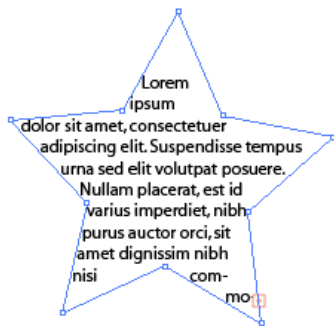 Lorem
ipsum
dolor sit amet, consectetuer
adipiscing elit. Suspendisse tempus
urna sed elit volutpat posuere.
Nullam placerat, est id
varius imperdiet, nibh
purus auctor orci, sit
amet dignissim nibh
nisi com-
mo